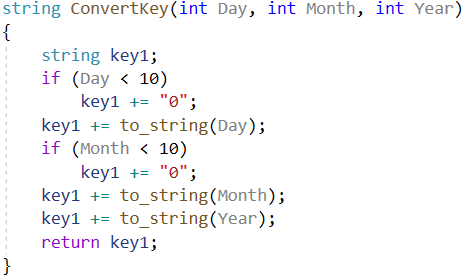 string ConvertKey(int Day, int Month, int Year)
{
    string key1;
    if (Day < 10)
        key1 += "0";
    key1 += to_string(Day);
    if (Month < 10)
        key1 += "0";
    key1 += to_string(Month);
    key1 += to_string(Year);
    return key1;
}